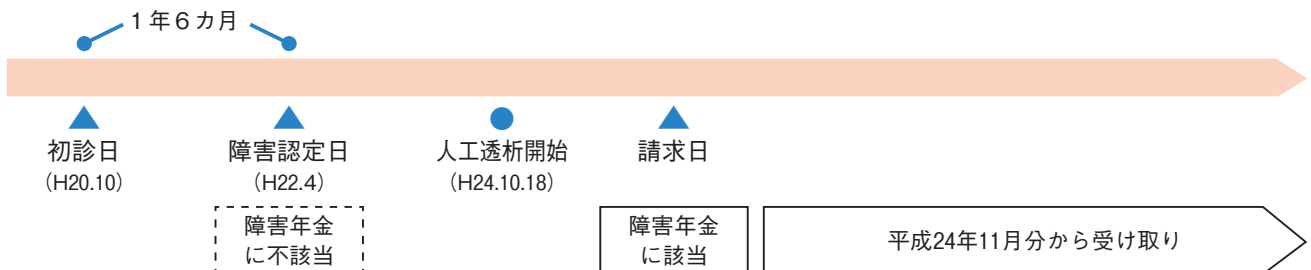 1年6カ月
初診日
(H20.10)
障害認定日
(H22.4)
人工透析開始
(H24.10.18)
請求日
障害年金
に不該当
障害年金
に該当
平成24年11月分から受け取り